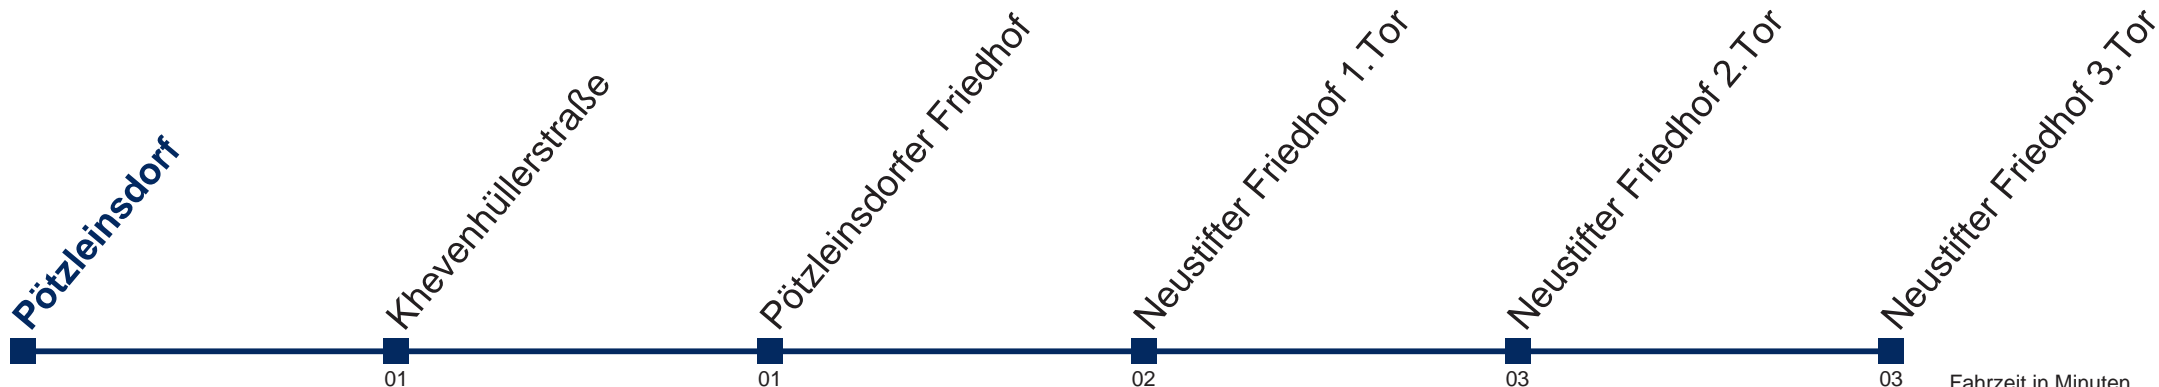 Pötzleinsdorf
Khevenhüllerstraße
Pötzleinsdorfer Friedhof
Neustifter Friedhof 1.Tor
Neustifter Friedhof 2.Tor
Neustifter Friedhof 3.Tor
01
01
02
03
03
Fahrzeit in Minuten